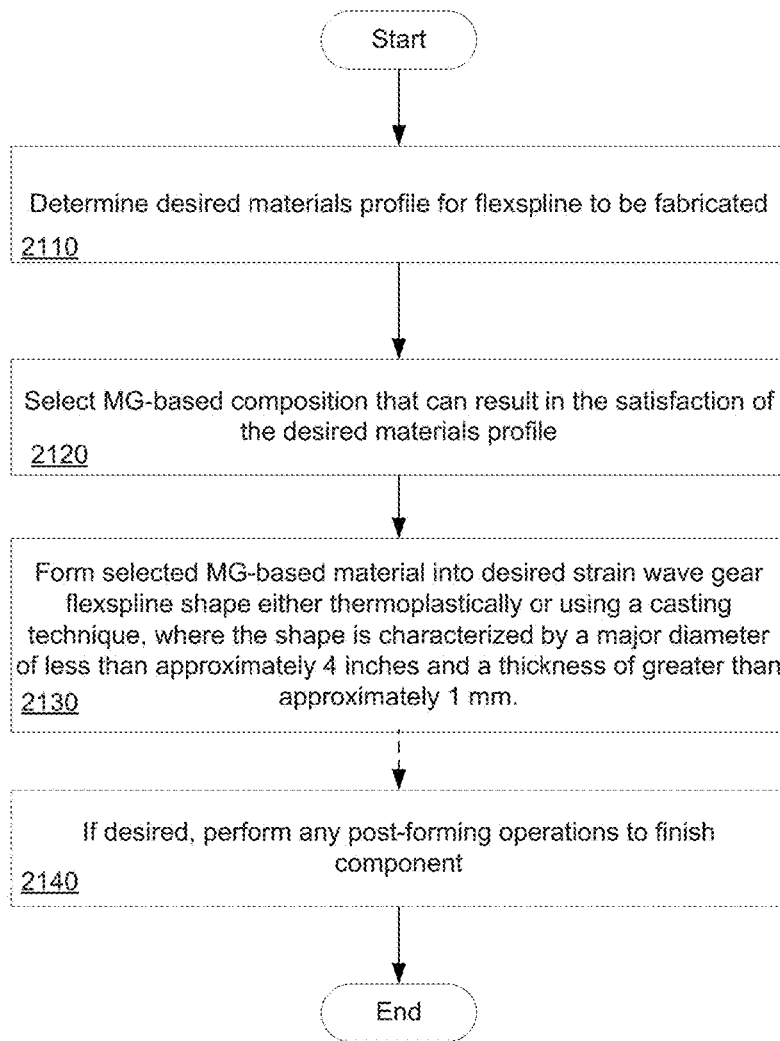 Start
Determine desired materials profile for flexspline to be fabricated
2110
Select MG-based composition that can result in the satisfaction of
the desired materials profile
2120
Form selected MG-based material into desired strain wave gear
flexspline shape either thermoplastically or using a casting
technique, where the shape is characterized by a major diameter
of less than approximately 4 inches and a thickness of greater than
approximately 1 mm.
2130
If desired, perform any post-forming operations to finish
component
2140
End